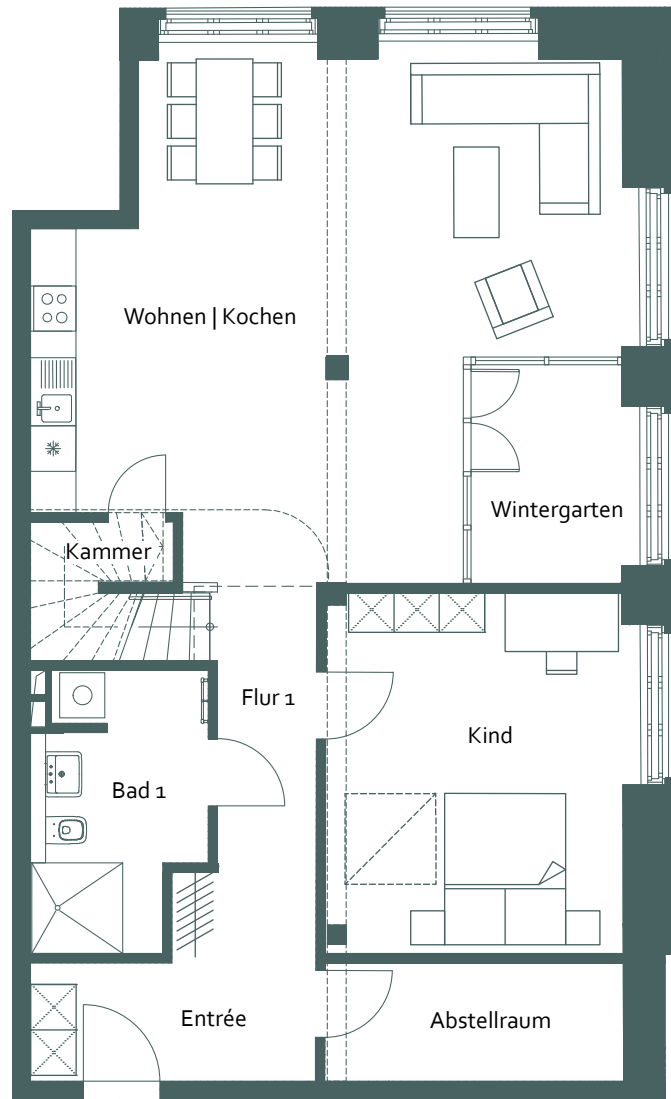 Wohnen | Kochen
Wintergarten
Kammer
Flur 1
Kind
Bad 1
Entrée
Abstellraum